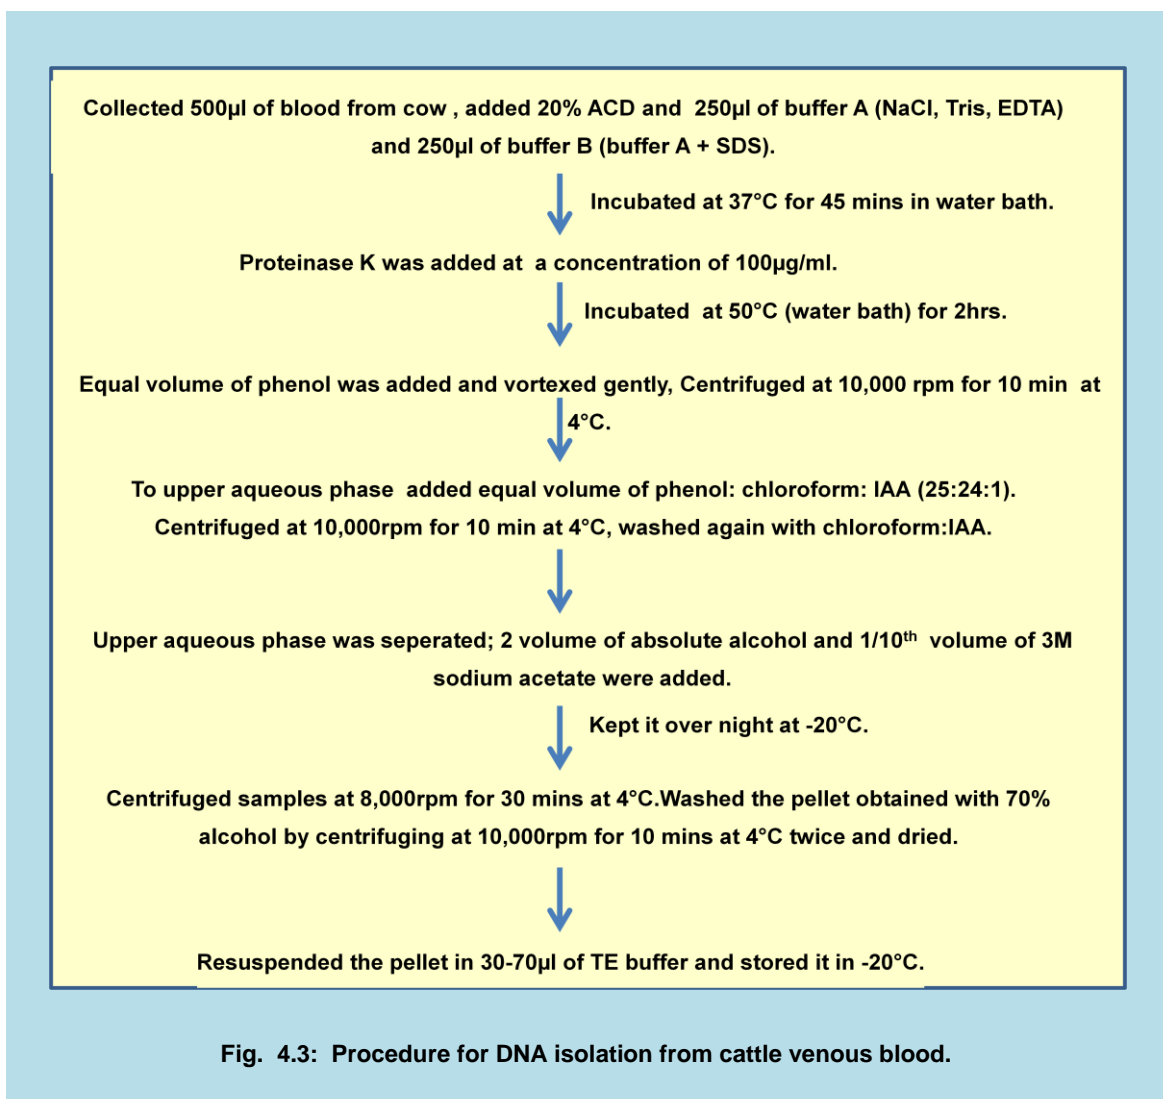 Collected 500µl of blood from cow , added 20% ACD and 250µl of buffer A (NaCl, Tris, EDTA)
and 250µl of buffer B (buffer A + SDS).
Incubated at 37°C for 45 mins in water bath.
Proteinase K was added at a concentration of 100µg/ml.
Incubated at 50°C (water bath) for 2hrs.
Equal volume of phenol was added and vortexed gently, Centrifuged at 10,000 rpm for 10 min at
4°C.
To upper aqueous phase added equal volume of phenol: chloroform: IAA (25:24:1).
Centrifuged at 10,000rpm for 10 min at 4°C, washed again with chloroform:IAA.
Upper aqueous phase was seperated; 2 volume of absolute alcohol and 1/10th volume of 3M
sodium acetate were added.
Kept it over night at -20°C.
Centrifuged samples at 8,000rpm for 30 mins at 4°C.Washed the pellet obtained with 70%
alcohol by centrifuging at 10,000rpm for 10 mins at 4°C twice and dried.
Resuspended the pellet in 30-70µl of TE buffer and stored it in -20°C.
Fig. 4.3: Procedure for DNA isolation from cattle venous blood.